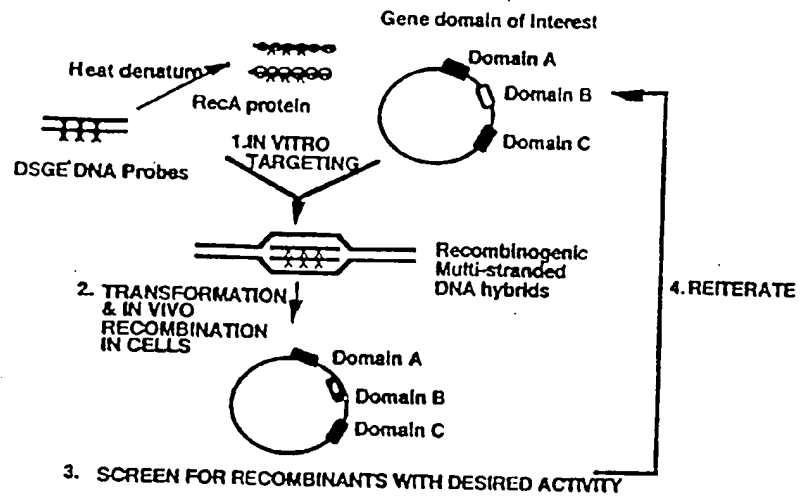 Gene domain of Interest
Domain A
Heat denature
Domain B
RecA protein
Domain C
1.IN VITRO
TARGETING
DSGE DNA Probes
Recombinogenic
Multi-stranded
DNA hybrids
4.REITERATE
2. TRANSFORMATION
& IN VIVO
RECOMBINATION
IN CELLS
Domain A
Domain B
Domain C
3. SCREEN FOR RECOMBINANTS WITH DESIRED ACTIVITY